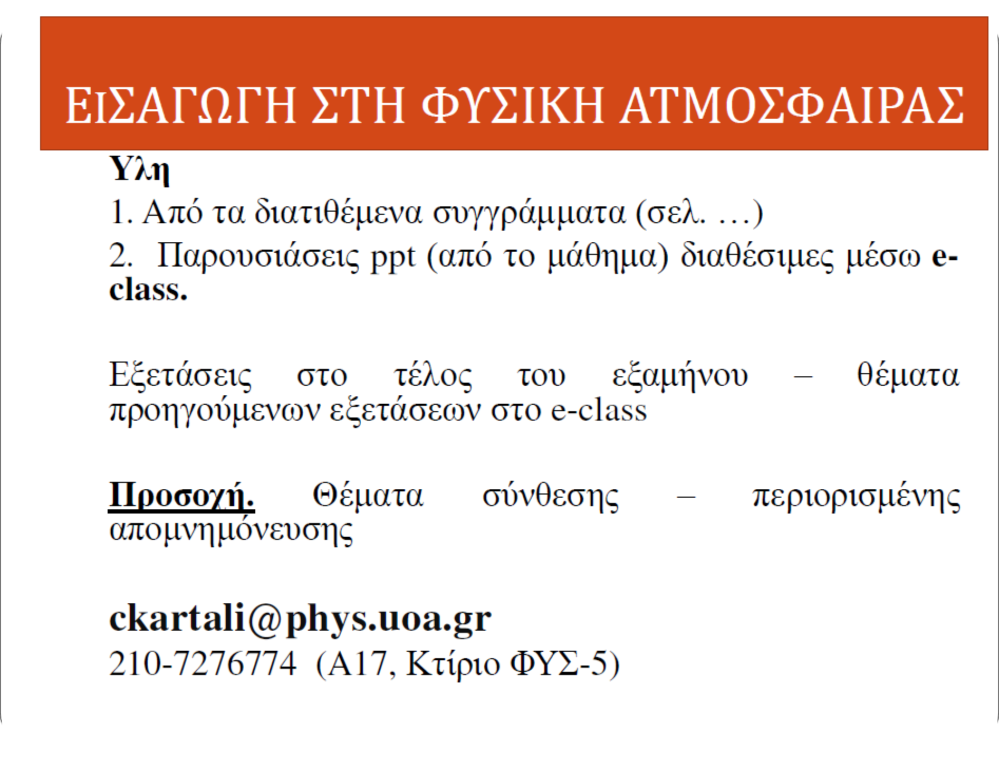 ΕιΣΑΓΩΓΗ ΣΤΗ ΦΥΣΙΚΗ ΑΤΜΟΣΦΑΙΡΑΣ
Υλη
1. Από τα διατιθέμενα συγγράμματα (σελ. …)
2. Παρουσιάσεις ppt (από το μάθημα) διαθέσιμες μέσω e-
class.
Εξετάσεις στο τέλος του εξαμήνου – θέματα
προηγούμενων εξετάσεων στο e-class
Προσοχή. Θέματα σύνθεσης – περιορισμένης
απομνημόνευσης
ckartali@phys.uoa.gr
210-7276774 (Α17, Κτίριο ΦΥΣ-5)